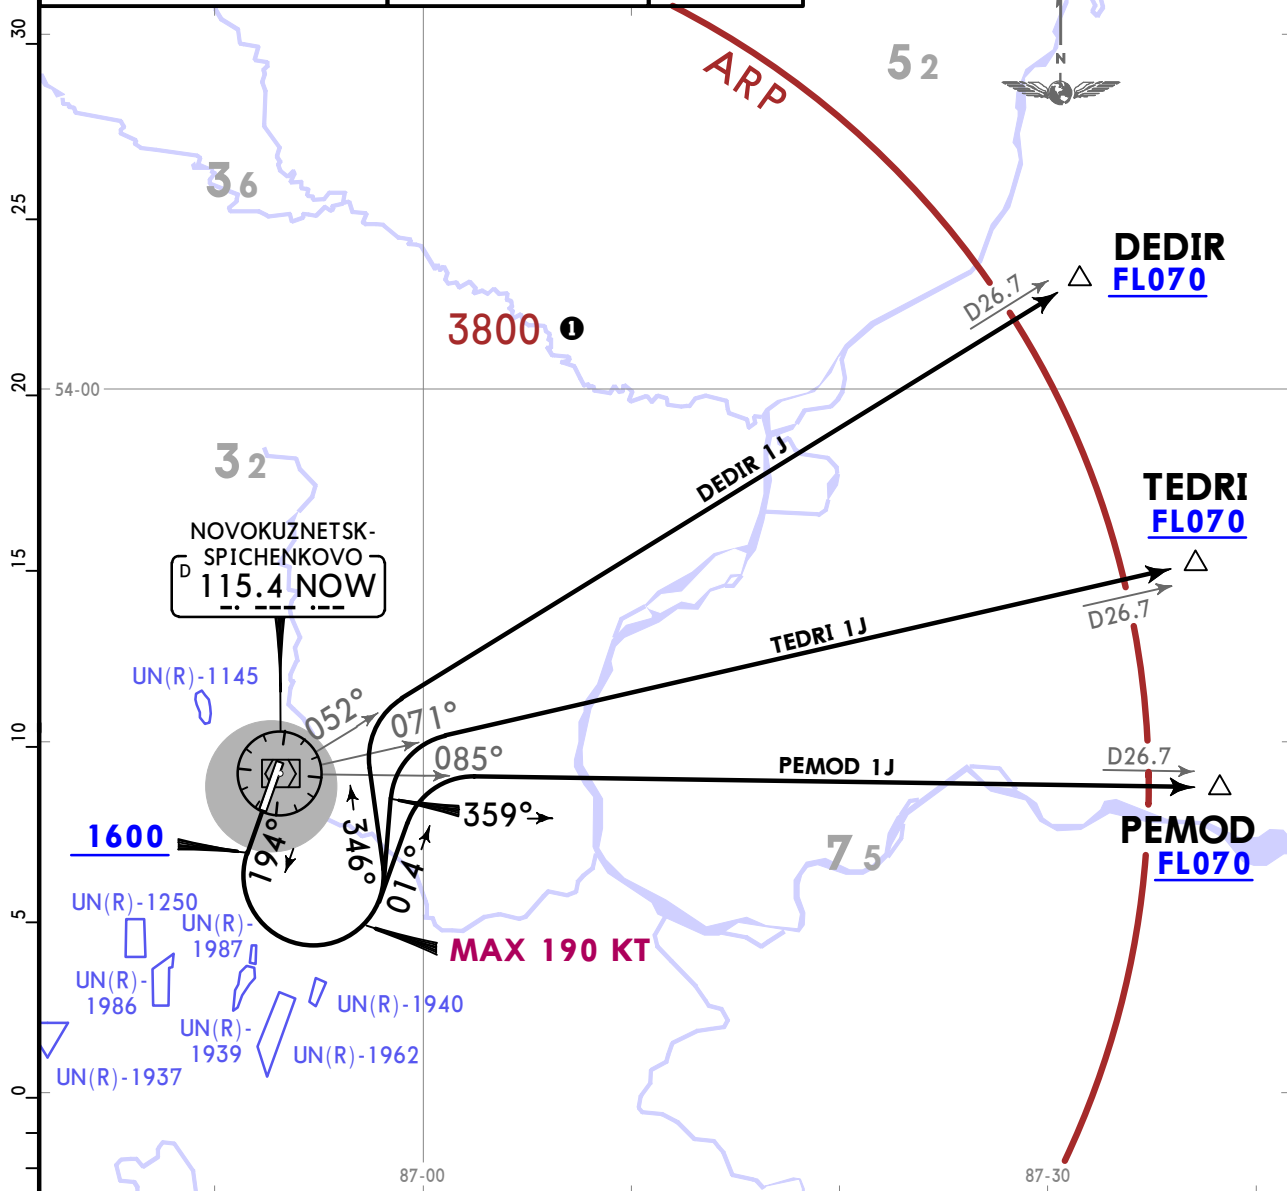 30
25
20
15
10
5
0
ARP
5 2
N
3 6
DEDIR
FL070
D26.7
3800 1
54-00
3 2
DEDIR 1J
TEDRI
FL070
NOVOKUZNETSK-
SPICHENKOVO
D 115.4 NOW
D26.7
TEDRI 1J
UN(R)-1145
052°
071°
085°
D26.7
PEMOD 1J
359°
346°
014°
194°
1600
PEMOD
FL070
7 5
UN(R)-1250
UN(R)-
1987
MAX 190 KT
UN(R)-
1986
UN(R)-1940
UN(R)-
1939
UN(R)-1962
UN(R)-1937
87-00
87-30